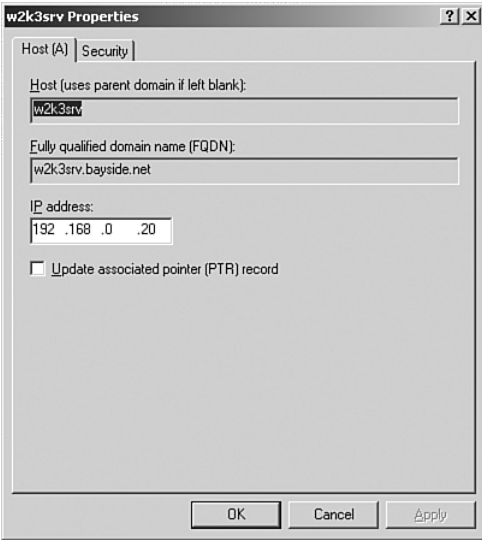 w2k3srv Properties
? X
Host (A) Security
Host (uses parent domain if left blank):
w2k3srv
Fully qualified domain name (FQDN):
w2k3srv.bayside.net
IP address:
192 .168 .0 .20
Update associated pointer (PTR) record
OK Cancel Apply